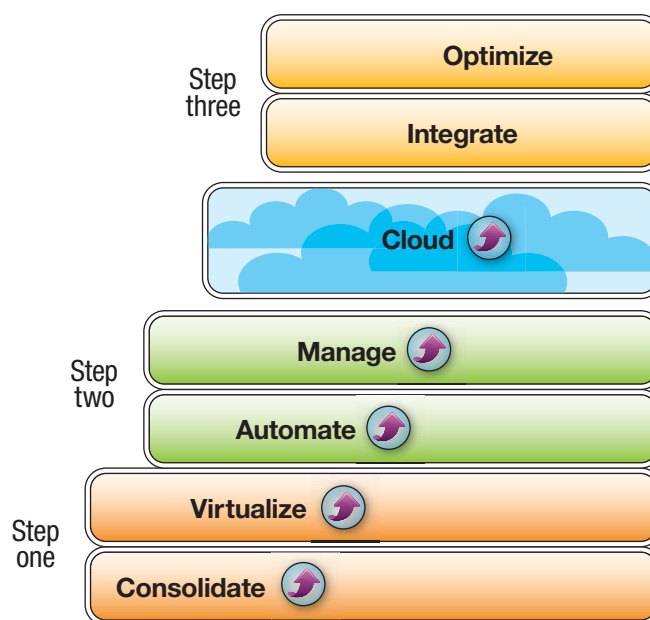 Optimize
Step
three
Integrate
Cloud
Manage
Step
two
Automate
Virtualize
Step
one
Consolidate